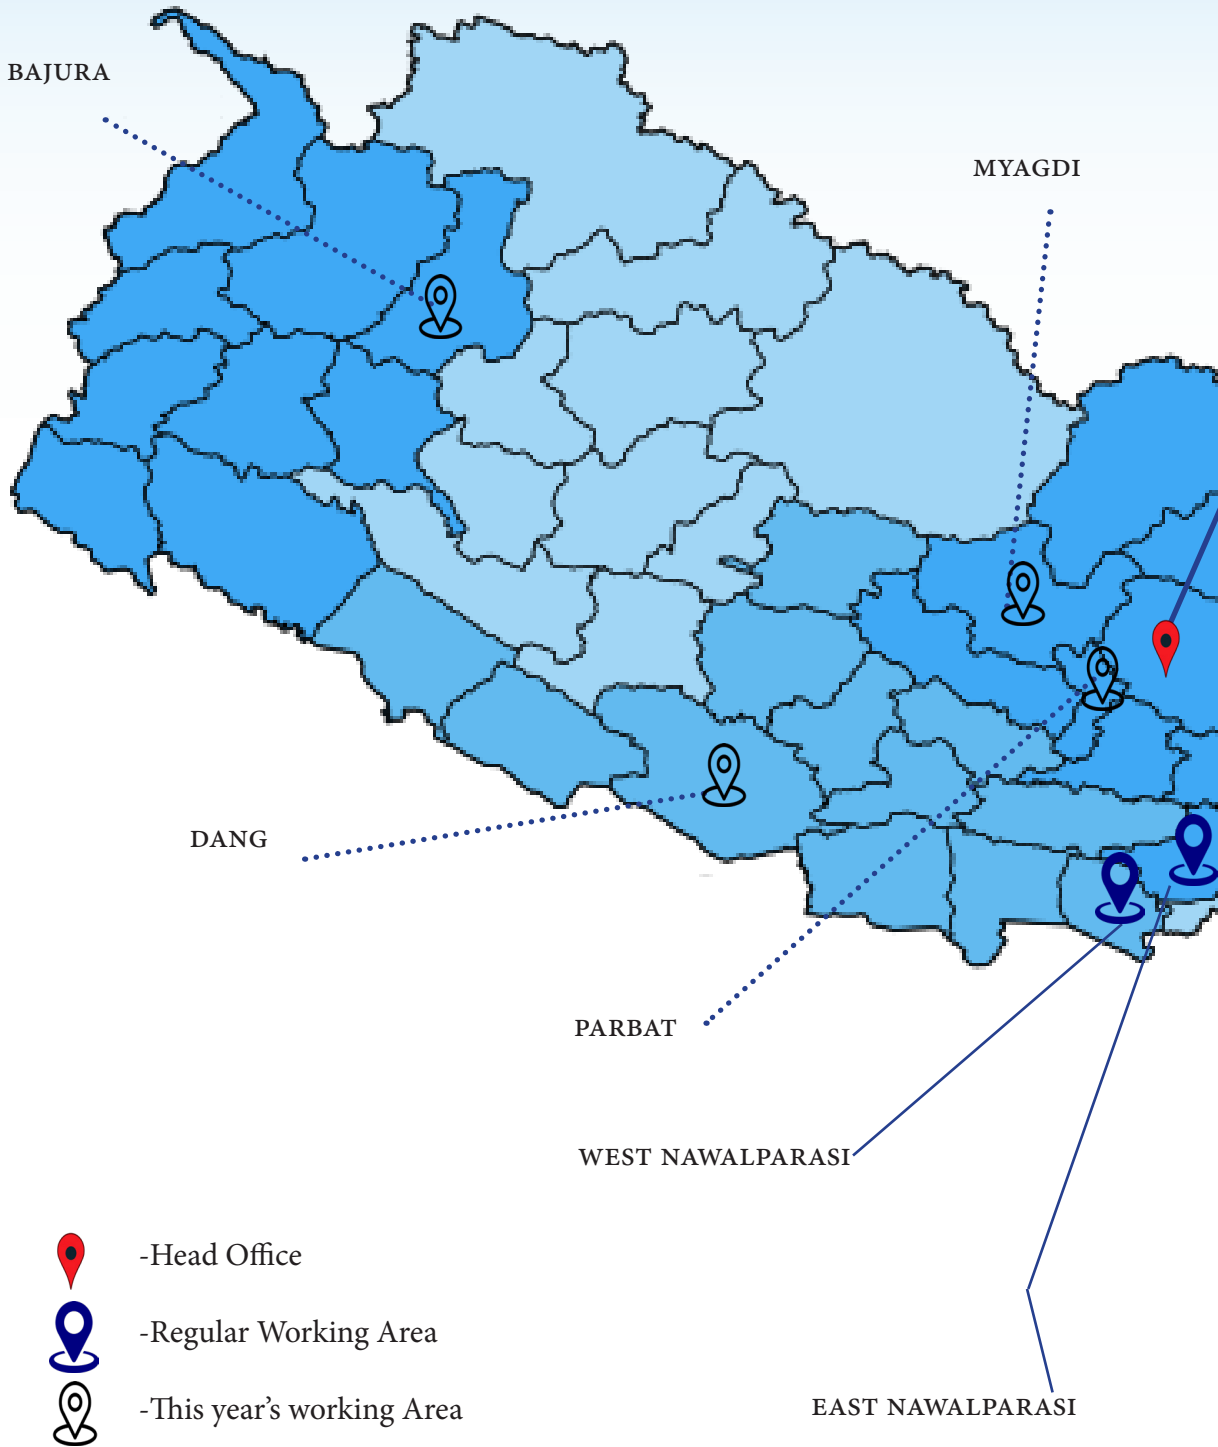 BAJURA
MYAGDI
DANG
PARBAT
WEST NAWALPARASI
-Head Office
-Regular Working Area
-This year's working Area
EAST NAWALPARASI